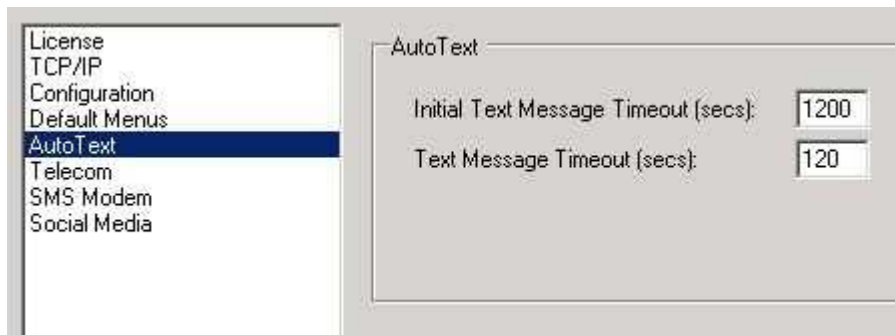 License
TCP/IP
Configuration
Default Menus
AutoText
Telecom
SMS Modem
Social Media
AutoText
Initial Text Message Timeout (secs): 1200
Text Message Timeout (secs): 120